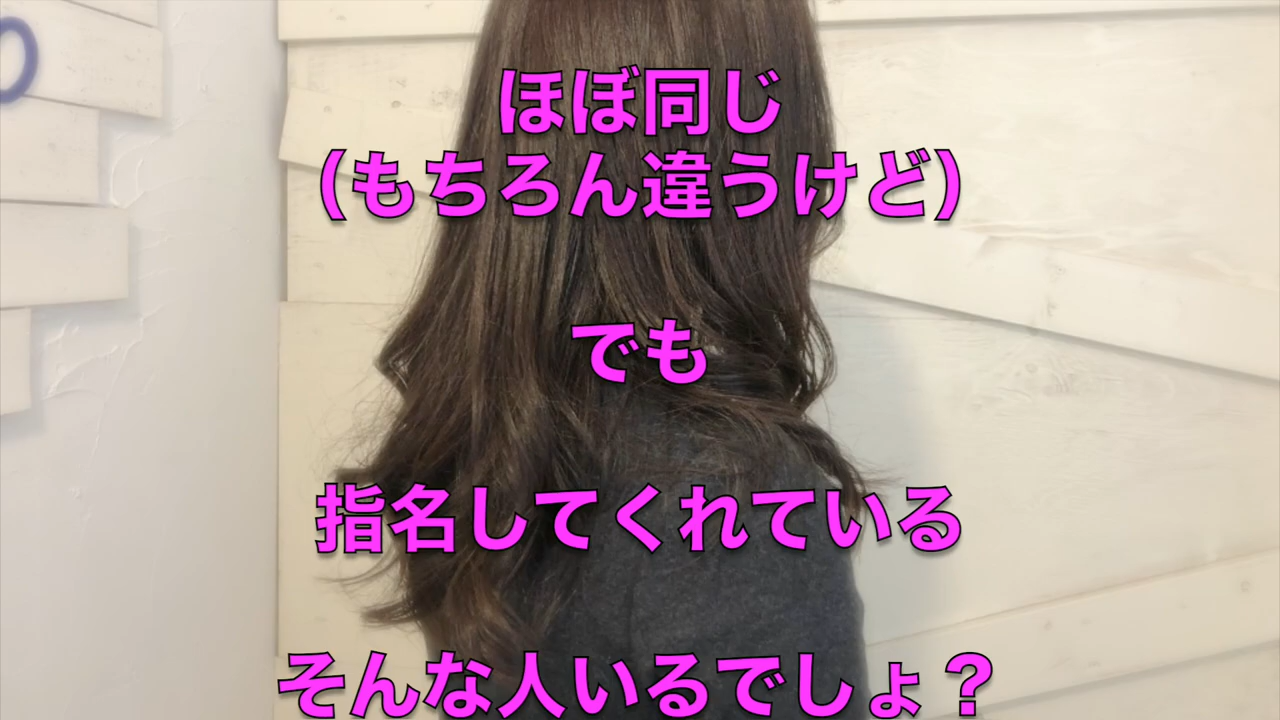 ほぼ同じ
（もちろん違うけど）
でも
指名してくれている
そんな人いるでしょ？